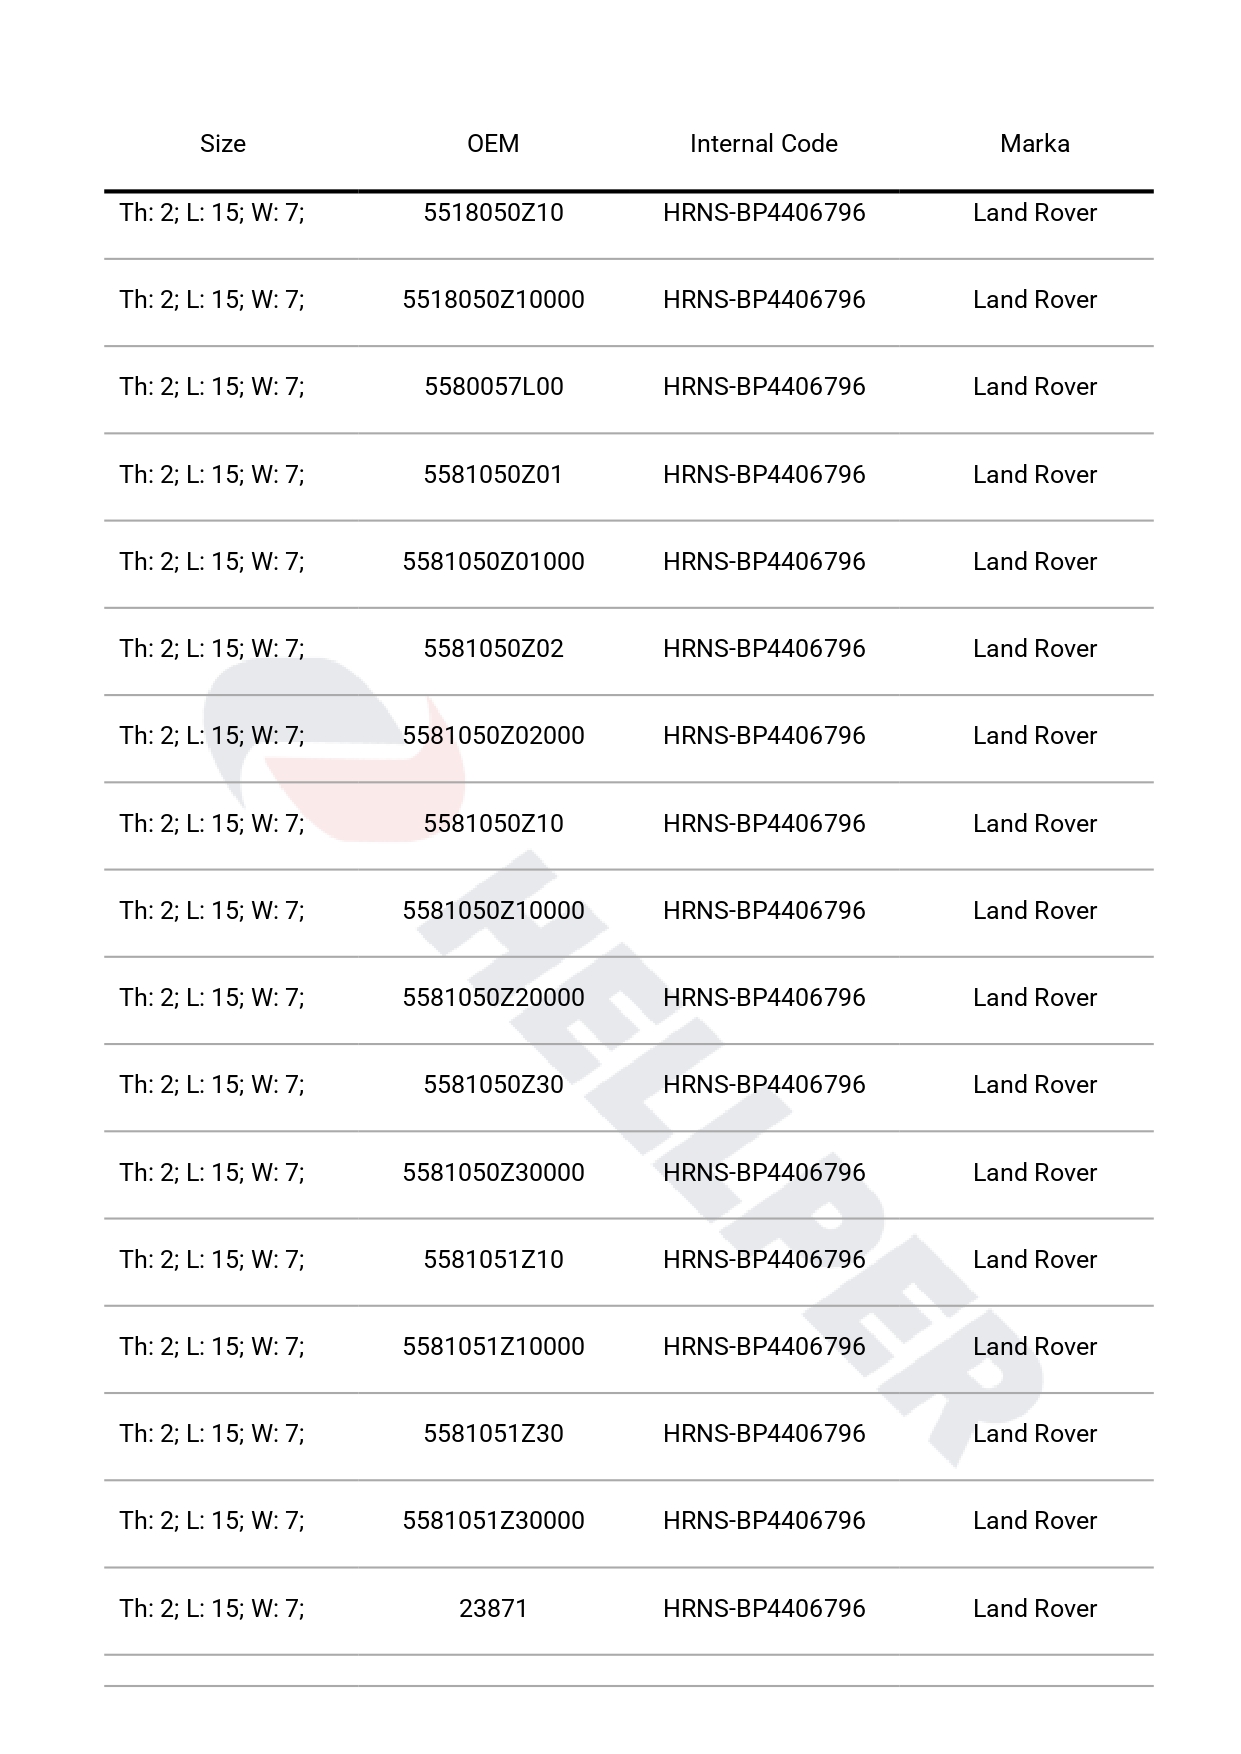 Size OEM Internal Code Marka
Th: 2; L: 15; W: 7; 5518050Z10 HRNS-BP4406796 Land Rover
Th: 2; L: 15; W: 7; 5518050Z10000 HRNS-BP4406796 Land Rover
Th: 2; L: 15; W: 7; 5580057L00 HRNS-BP4406796 Land Rover
Th: 2; L: 15; W: 7; 5581050Z01 HRNS-BP4406796 Land Rover
Th: 2; L: 15; W: 7; 5581050Z01000 HRNS-BP4406796 Land Rover
Th: 2; L: 15; W: 7; 5581050Z02 HRNS-BP4406796 Land Rover
Th: 2; L: 15; W: 7; 5581050Z02000 HRNS-BP4406796 Land Rover
Th: 2; L: 15; W: 7; 5581050Z10 HRNS-BP4406796 Land Rover
Th: 2; L: 15; W: 7; 5581050Z10000 HRNS-BP4406796 Land Rover
Th: 2; L: 15; W: 7; 5581050Z20000 HRNS-BP4406796 Land Rover
Th: 2; L: 15; W: 7; 5581050Z30 HRNS-BP4406796 Land Rover
Th: 2; L: 15; W: 7; 5581050Z30000 HRNS-BP4406796 Land Rover
Th: 2; L: 15; W: 7; 5581051Z10 HRNS-BP4406796 Land Rover
Th: 2; L: 15; W: 7; 5581051Z10000 HRNS-BP4406796 Land Rover
Th: 2; L: 15; W: 7; 5581051Z30 HRNS-BP4406796 Land Rover
Th: 2; L: 15; W: 7; 5581051Z30000 HRNS-BP4406796 Land Rover
Th: 2; L: 15; W: 7; 23871 HRNS-BP4406796 Land Rover
HELLPER